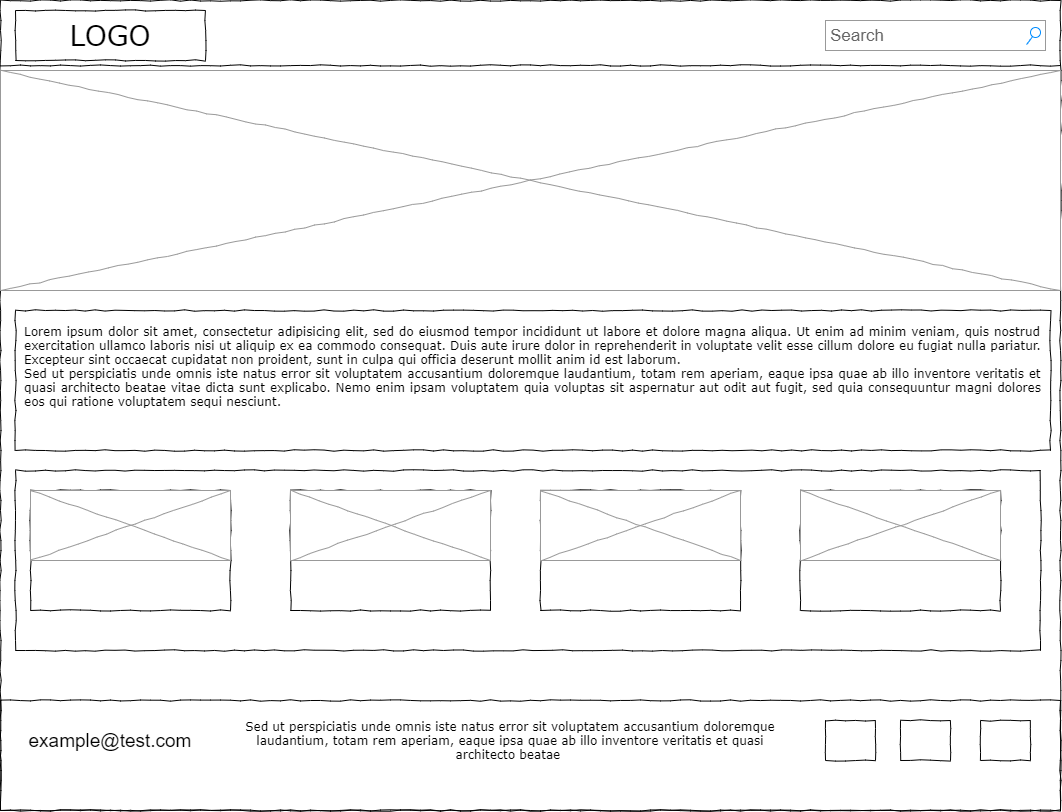 LOGO
Search
Lorem ipsum dolor sit amet, consectetur adipisicing elit, sed do eiusmod tempor incididunt ut labore et dolore magna aliqua. Ut enim ad minim veniam, quis nostrud
exercitation ullamco laboris nisi ut aliquip ex ea commodo consequat. Duis aute irure dolor in reprehenderit in voluptate velit esse cillum dolore eu fugiat nulla pariatur.
Excepteur sint occaecat cupidatat non proident, sunt in culpa qui officia deserunt mollit anim id est laborum.
Sed ut perspiciatis unde omnis iste natus error sit voluptatem accusantium doloremque laudantium, totam rem aperiam, eaque ipsa quae ab illo inventore veritatis et
quasi architecto beatae vitae dicta sunt explicabo. Nemo enim ipsam voluptatem quia voluptas sit aspernatur aut odit aut fugit, sed quia consequuntur magni dolores
eos qui ratione voluptatem sequi nesciunt.
example@test.com
Sed ut perspiciatis unde omnis iste natus error sit voluptatem accusantium doloremque
laudantium, totam rem aperiam, eaque ipsa quae ab illo inventore veritatis et quasi
architecto beatae